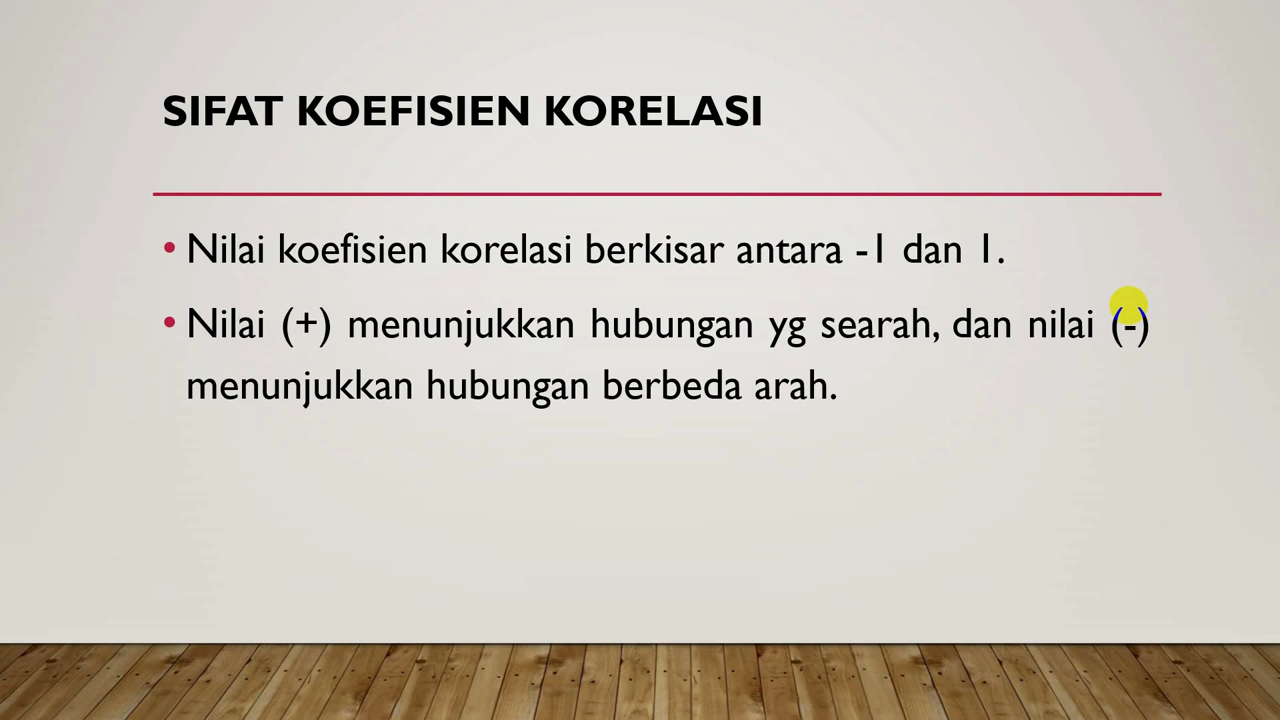 SIFAT KOEFISIEN KORELASI
• Nilai koefisien korelasi berkisar antara -1 dan 1.
• Nilai (+) menunjukkan hubungan yg searah, dan nilai (-)
menunjukkan hubungan berbeda arah.